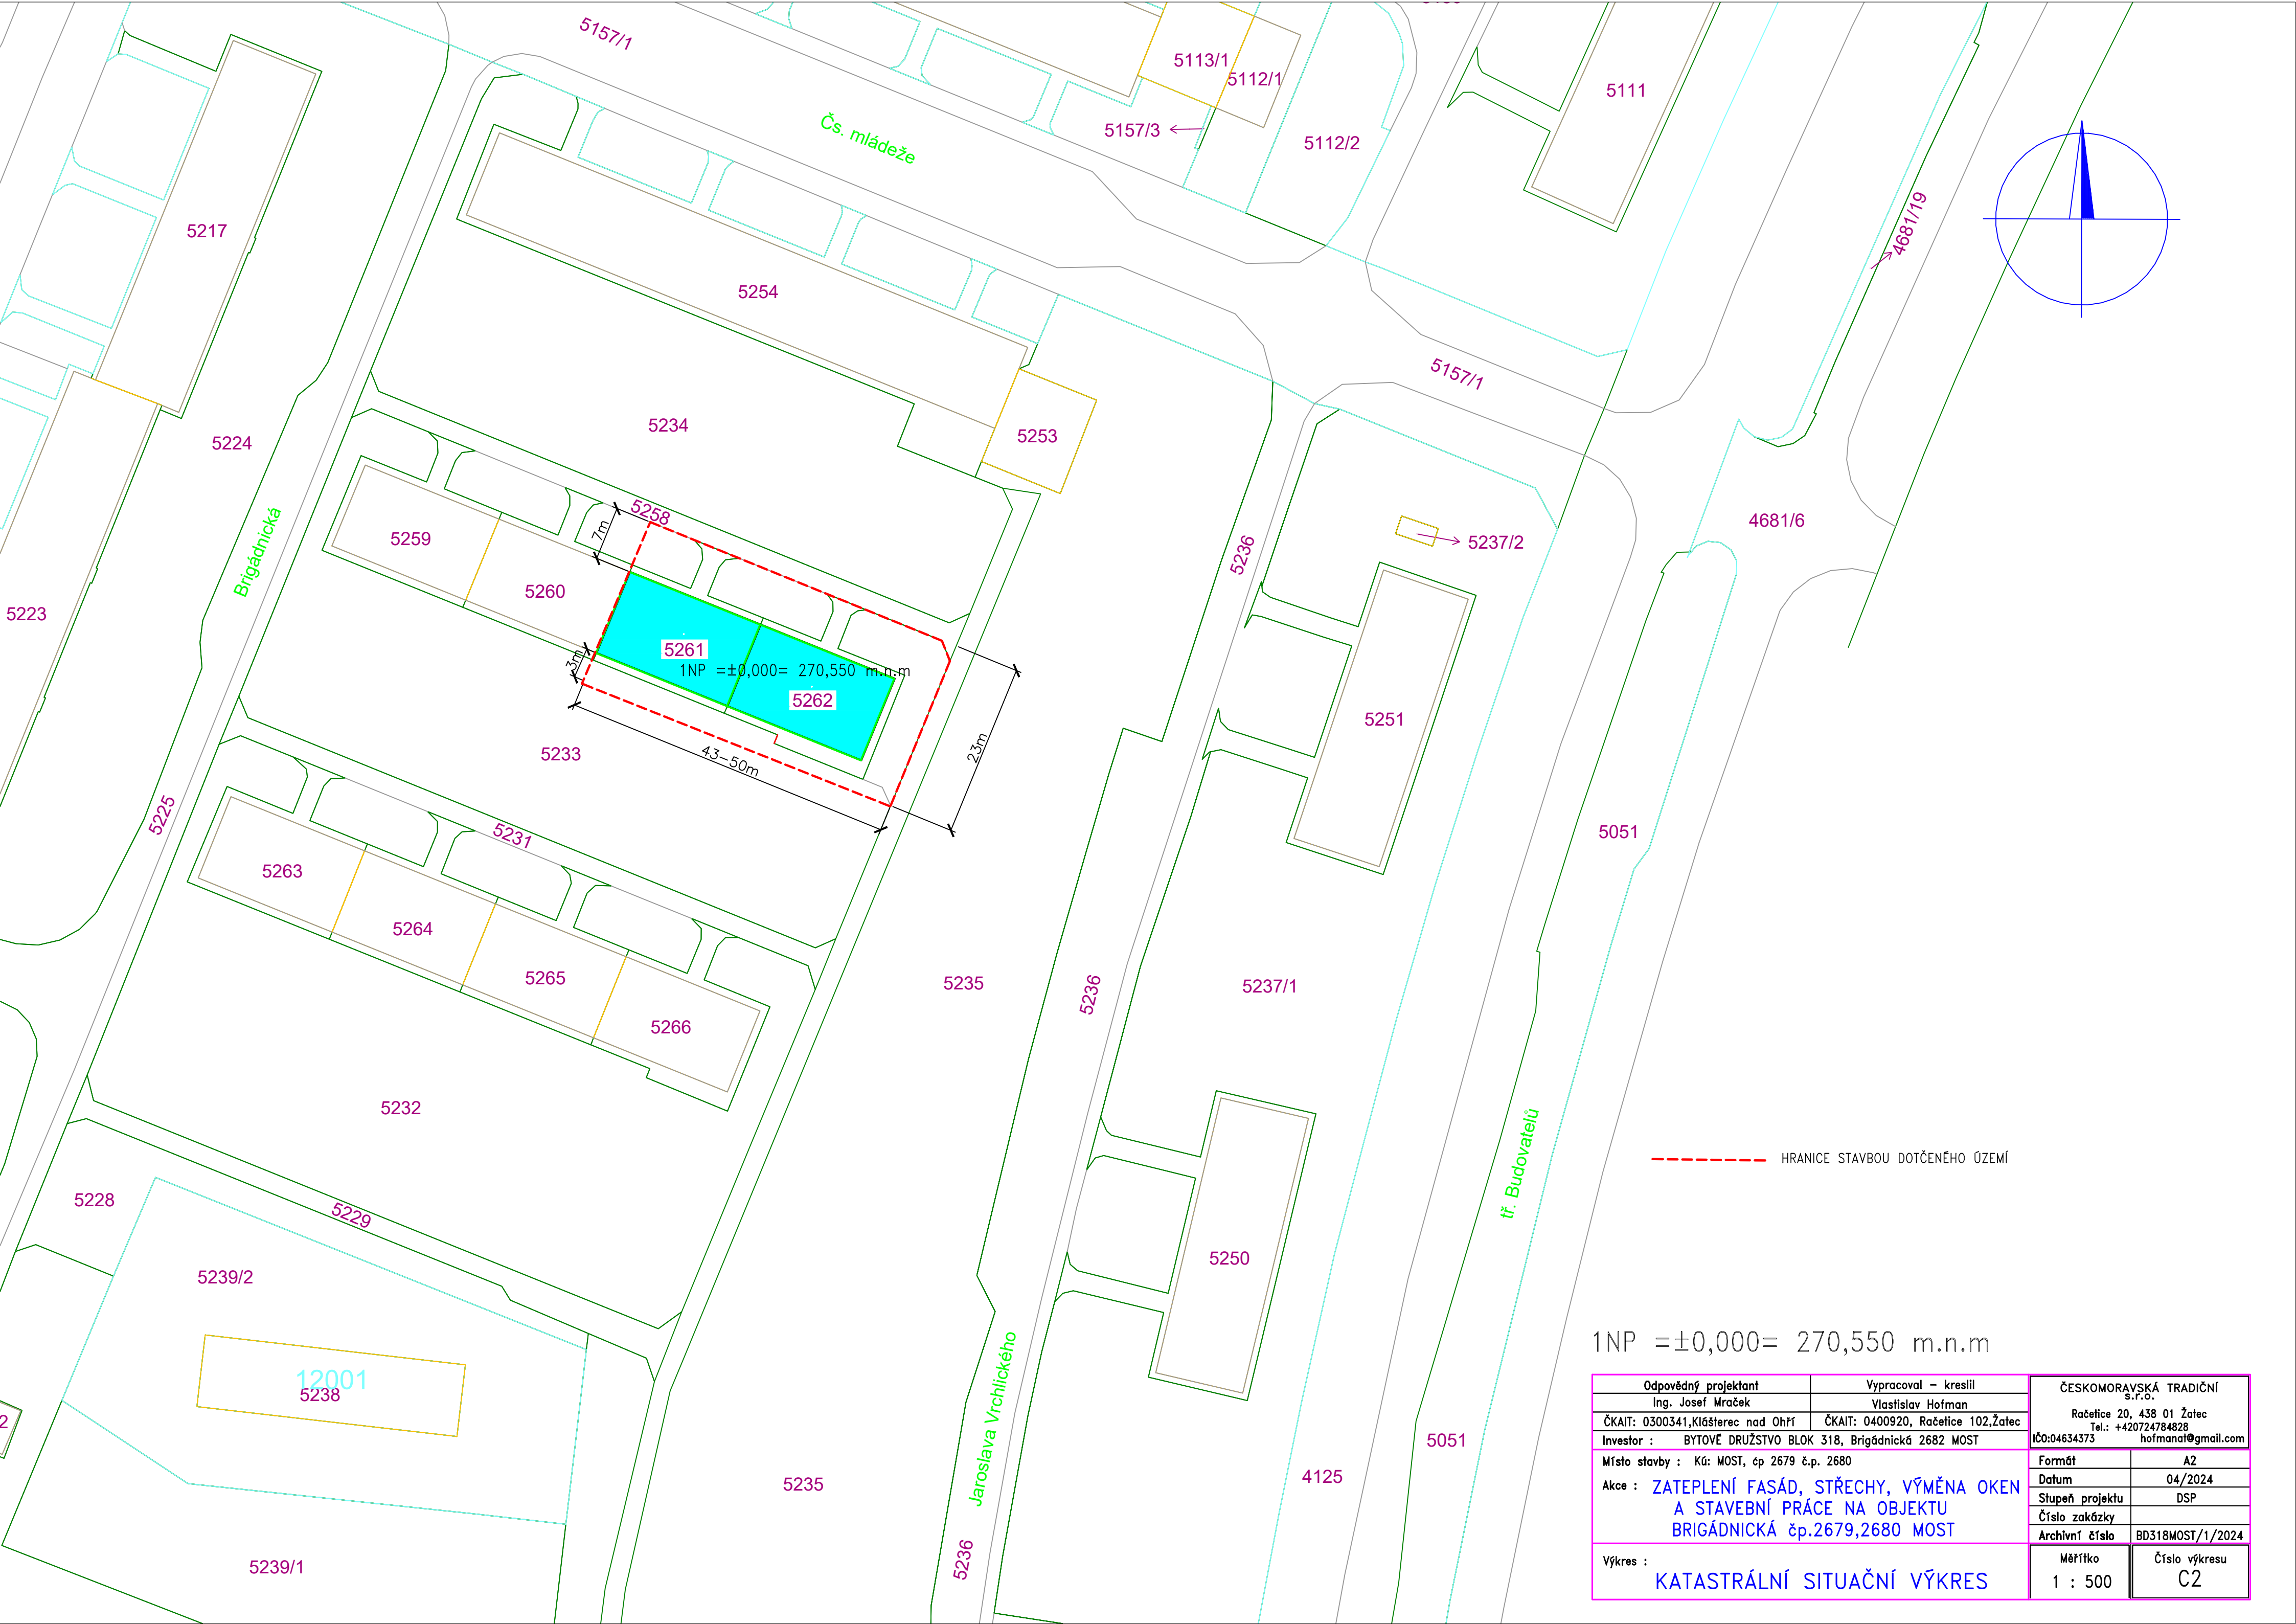 5157/1
5113/1
5112/1
5111
Čs. mládeže
5157/3
5112/2
4681/19
5217
5254
5157/1
5234
5253
5224
5258
7m
5236
4681/6
5237/2
Brigádnická
5259
5260
5223
5261
3m
1NP =±0,000= 270,550 m.n.m
5262
5251
5233
43-50m
23m
5225
5231
5051
5263
5264
5265
5235
5236
5237/1
5266
5232
tř. Budovatelů
HRANICE STAVBOU DOTČENÉHO ÚZEMÍ
5228
5229
5250
5239/2
12001
5238
2
Jaroslava Vrchlického
5051
4125
5235
5236
5239/1
1NP =±0,000= 270,550 m.n.m
Odpovědný projektant
Vypracoval - kreslil
Ing. Josef Mraček
Vlastislav Hofman
ČKAIT: 0300341,Klášterec nad Ohří
ČKAIT: 0400920, Račetice 102,Žatec
Investor : BYTOVÉ DRUŽSTVO BLOK 318, Brigádnická 2682 MOST
ČESKOMORAVSKÁ TRADIČNÍ
s.r.o.
Račetice 20, 438 01 Žatec
Tel.: +420724784828
IČO:04634373 hofmanat@gmail.com
Místo stavby : Kú: MOST, čp 2679 č.p. 2680
Akce : ZATEPLENÍ FASÁD, STŘECHY, VÝMĚNA OKEN
A STAVEBNÍ PRÁCE NA OBJEKTU
BRIGÁDNICKÁ čp.2679,2680 MOST
Formát A2
Datum 04/2024
Stupeň projektu DSP
Číslo zakázky
Archivní číslo BD318MOST/1/2024
Výkres :
KATASTRÁLNÍ SITUAČNÍ VÝKRES
Měřítko
1 : 500
Číslo výkresu
C2